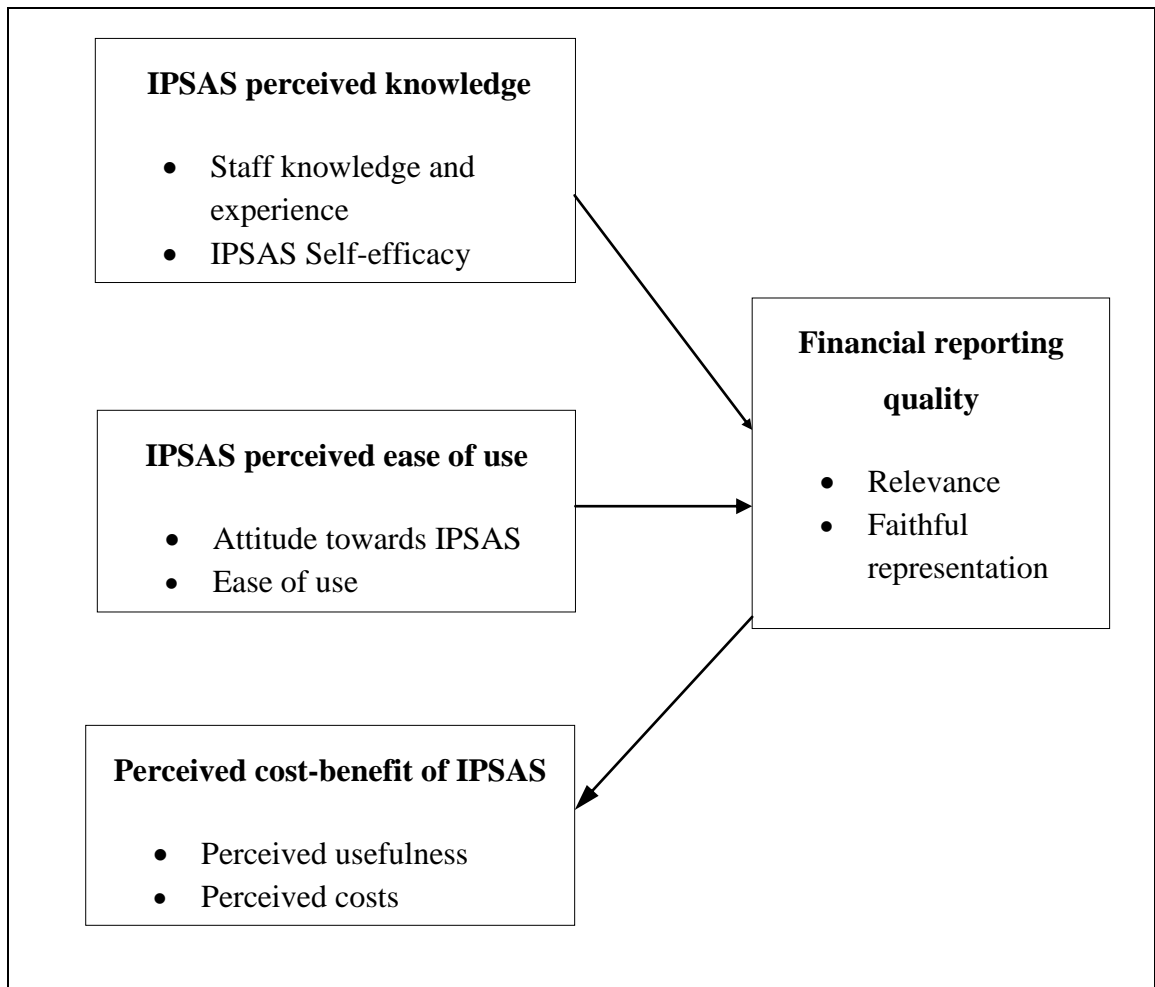 IPSAS perceived knowledge
• Staff knowledge and
experience
• IPSAS Self-efficacy
Financial reporting
quality
• Relevance
• Faithful
representation
IPSAS perceived ease of use
• Attitude towards IPSAS
• Ease of use
Perceived cost-benefit of IPSAS
• Perceived usefulness
• Perceived costs